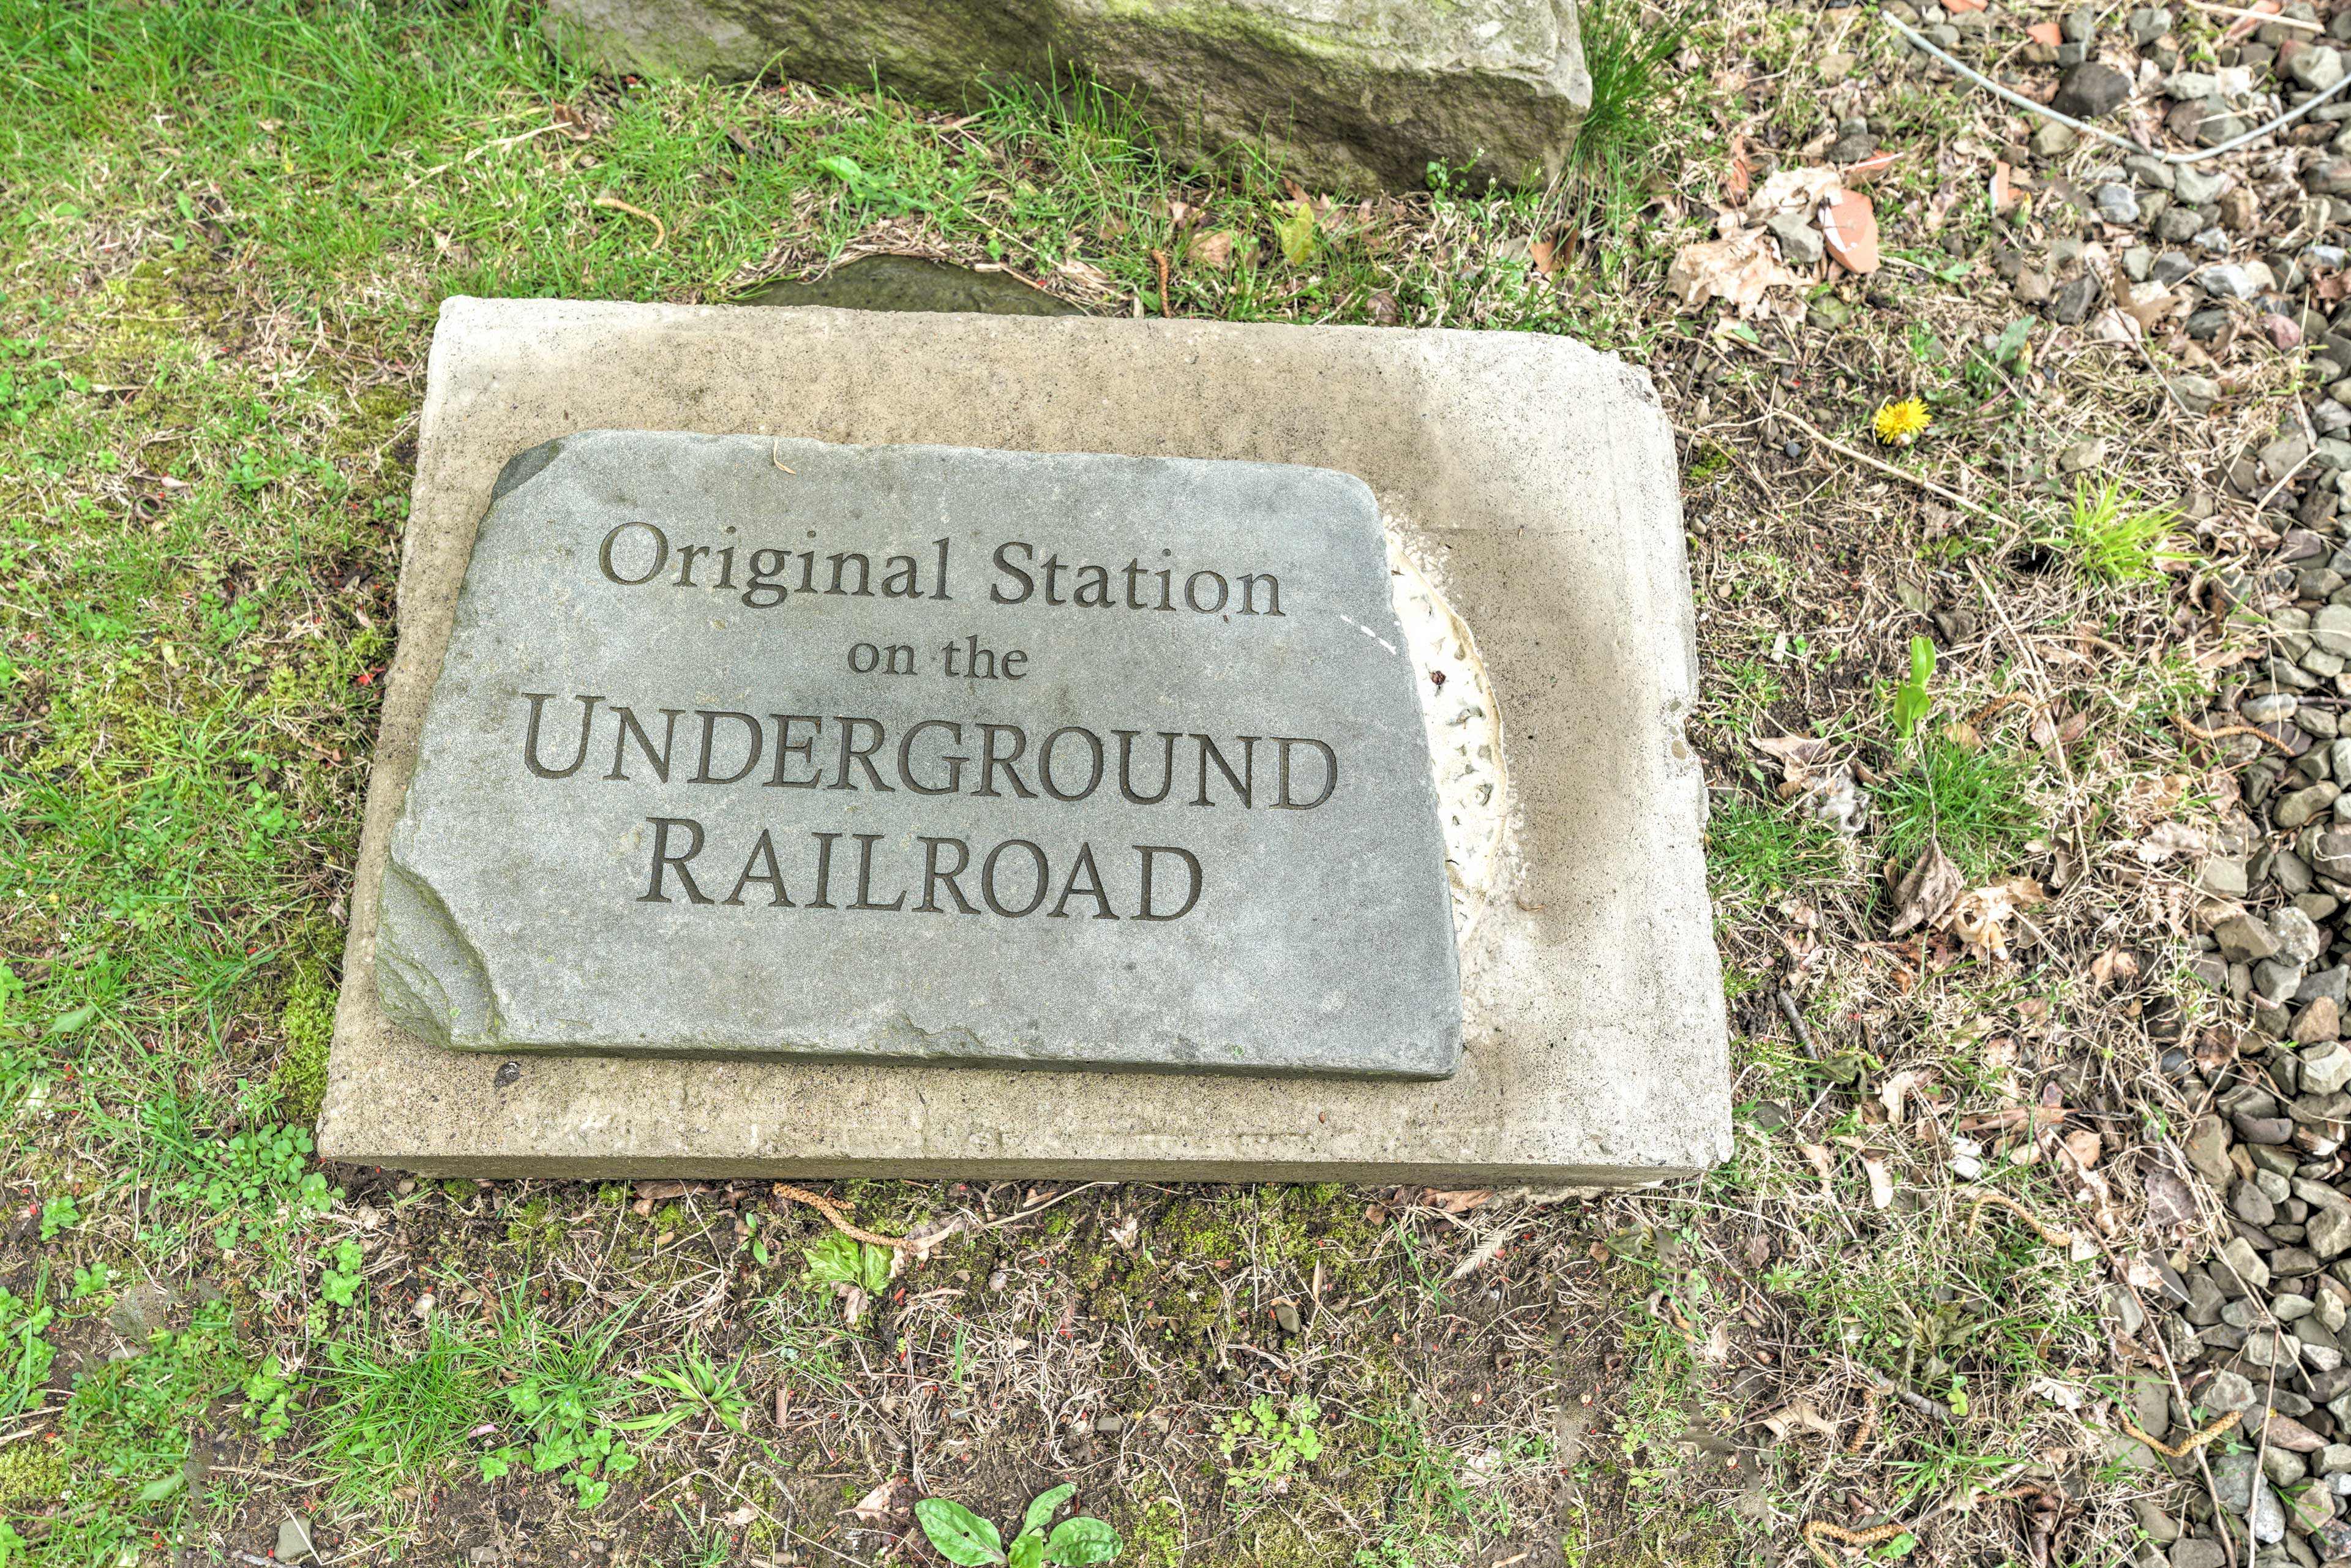 Original Station
on the
UNDERGROUND
RAILROAD